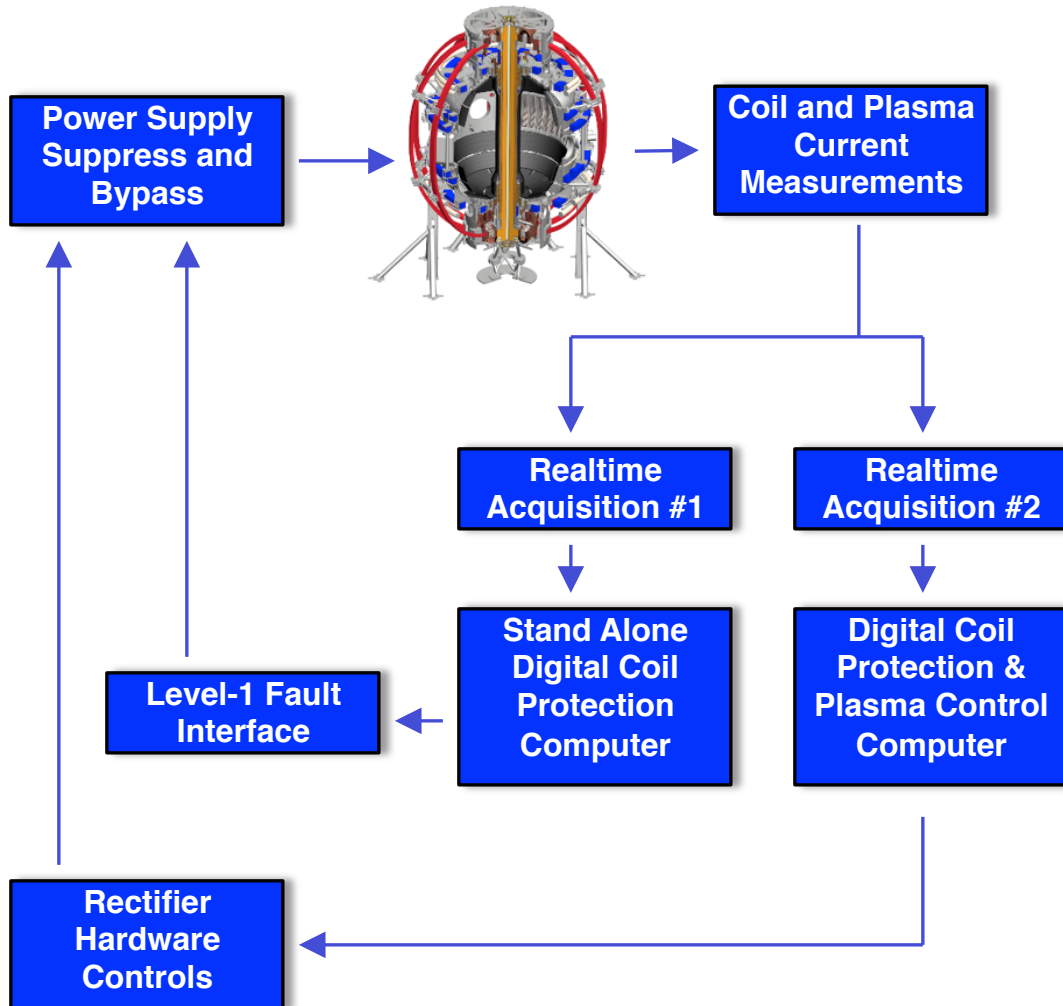 Power Supply
Suppress and
Bypass
Coil and Plasma
Current
Measurements
Realtime
Acquisition #1
Realtime
Acquisition #2
Stand Alone
Digital Coil
Protection
Computer
Digital Coil
Protection &
Plasma Control
Computer
Level-1 Fault
Interface
Rectifier
Hardware
Controls